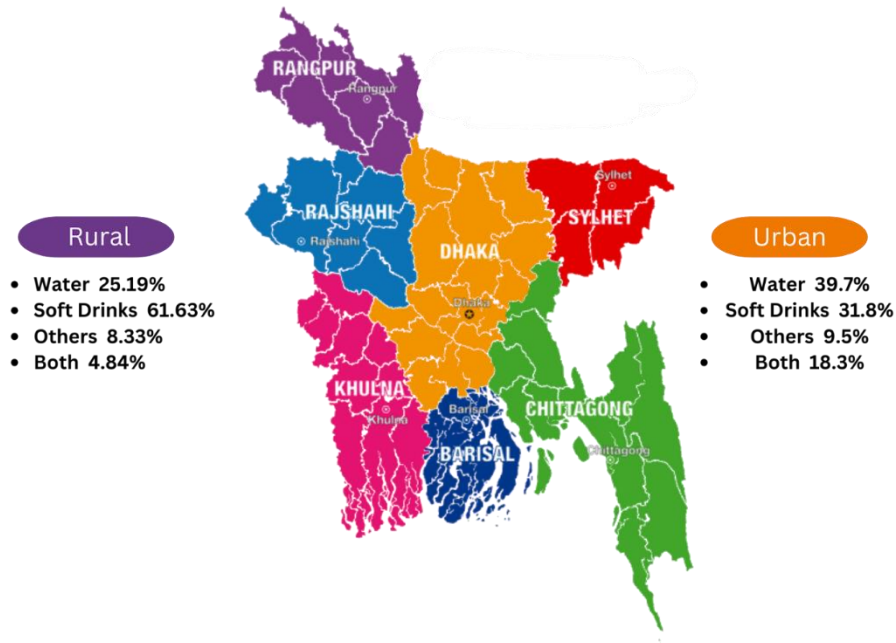 RANGPUR
Rangpur
RAJSHAHI
Rajshahi
Sylhet
SYLHET
DHAKA
Dhaka
KHULNA
Khulna
Barisal
BARISAL
CHITTAGONG
Chittagong
Rural
• Water 25.19%
• Soft Drinks 61.63%
• Others 8.33%
• Both 4.84%
Urban
• Water 39.7%
• Soft Drinks 31.8%
• Others 9.5%
• Both 18.3%